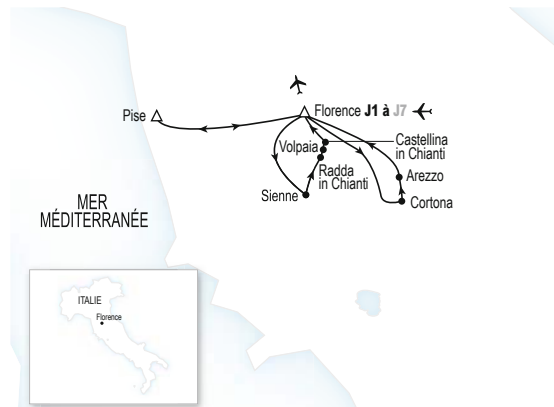 Pise
Florence J1 à J7
Volpaia
Castellina
in Chianti
Radda
in Chianti
Arezzo
Sienne
Cortona
MER
MÉDITERRANÉE
ITALIE
Florence